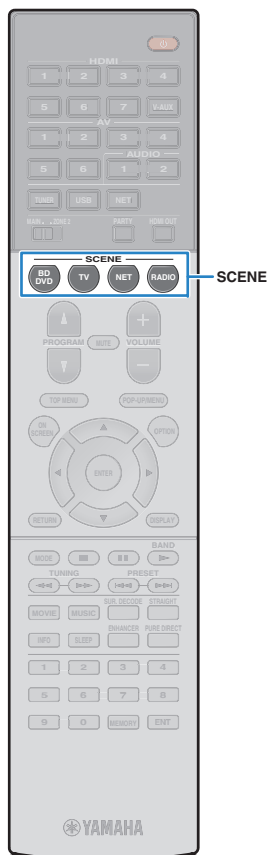 HDMI
1 2 3 4
5 6 7 V-AUX
AV
1 2 3 4
AUDIO
5 6 1 2
TUNER USB NET
MAIN ZONE2 PARTY HDMI OUT
SCENE
BD DVD TV NET RADIO
SCENE
PROGRAM MUTE VOLUME
TOP MENU POP-UP/MENU
ON SCREEN OPTION
ENTER
RETURN DISPLAY
BAND
MODE
TUNING PRESET
SUR. DECODE STRAIGHT
MOVIE MUSIC
ENHANCER PURE DIRECT
INFO SLEEP
1 2 3 4
5 6 7 8
9 0 MEMORY ENT
YAMAHA